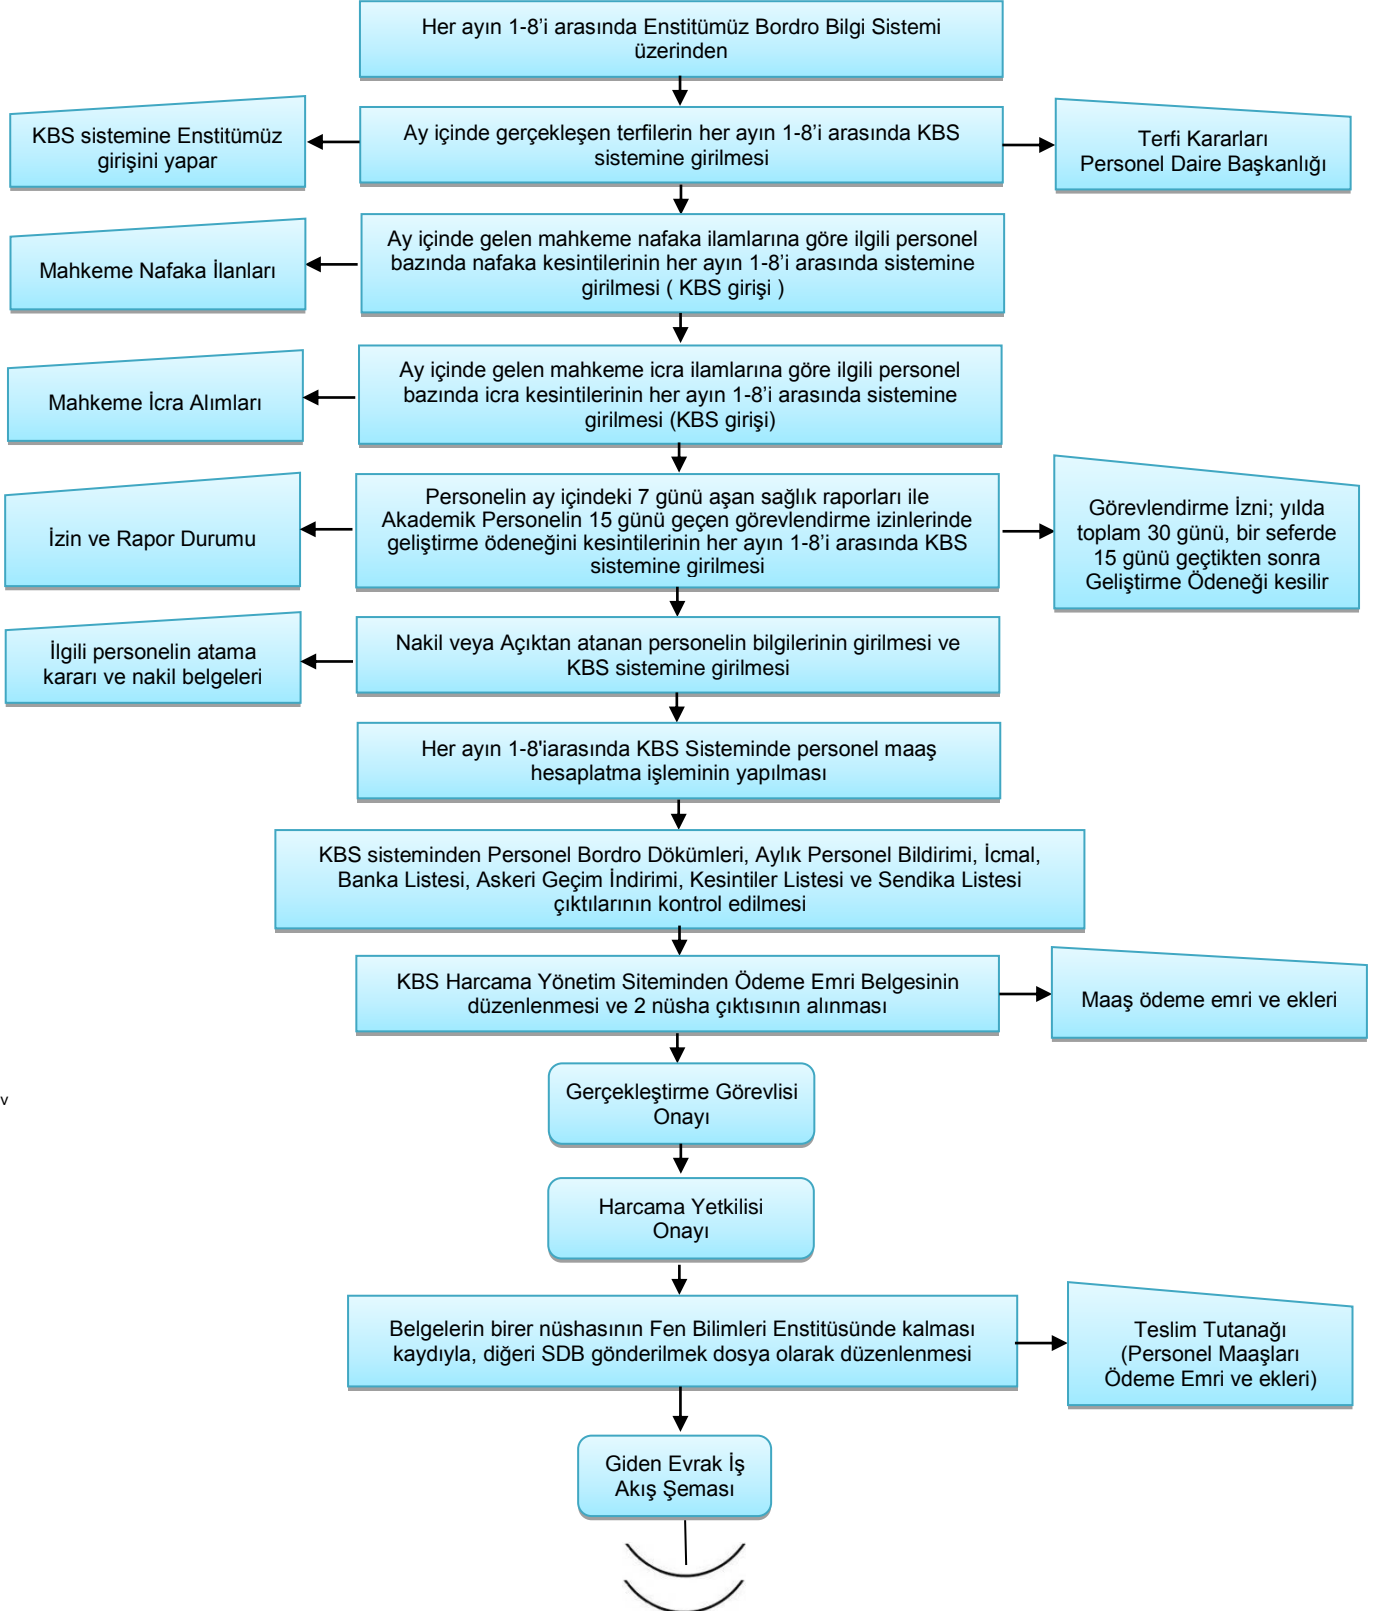 Her ayın 1-8’i arasında Enstitümüz Bordro Bilgi Sistemi
üzerinden
KBS sistemine Enstitümüz
girişini yapar
Ay içinde gerçekleşen terfilerin her ayın 1-8’i arasında KBS
sistemine girilmesi
Terfi Kararları
Personel Daire Başkanlığı
Mahkeme Nafaka İlanları
Ay içinde gelen mahkeme nafaka ilamlarına göre ilgili personel
bazında nafaka kesintilerinin her ayın 1-8’i arasında sistemine
girilmesi ( KBS girişi )
Mahkeme İcra Alımları
Ay içinde gelen mahkeme icra ilamlarına göre ilgili personel
bazında icra kesintilerinin her ayın 1-8’i arasında sistemine
girilmesi (KBS girişi)
İzin ve Rapor Durumu
Personelin ay içindeki 7 günü aşan sağlık raporları ile
Akademik Personelin 15 günü geçen görevlendirme izinlerinde
geliştirme ödeneğini kesintilerinin her ayın 1-8’i arasında KBS
sistemine girilmesi
Görevlendirme İzni; yılda
toplam 30 günü, bir seferde
15 günü geçtikten sonra
Geliştirme Ödeneği kesilir
İlgili personelin atama
kararı ve nakil belgeleri
Nakil veya Açıktan atanan personelin bilgilerinin girilmesi ve
KBS sistemine girilmesi
Her ayın 1-8'iarasında KBS Sisteminde personel maaş
hesaplatma işleminin yapılması
KBS sisteminden Personel Bordro Dökümleri, Aylık Personel Bildirimi, İcmal,
Banka Listesi, Askeri Geçim İndirimi, Kesintiler Listesi ve Sendika Listesi
çıktılarının kontrol edilmesi
KBS Harcama Yönetim Siteminden Ödeme Emri Belgesinin
düzenlenmesi ve 2 nüsha çıktısının alınması
Maaş ödeme emri ve ekleri
Gerçekleştirme Görevlisi
Onayı
v
Harcama Yetkilisi
Onayı
Belgelerin birer nüshasının Fen Bilimleri Enstitüsünde kalması
kaydıyla, diğeri SDB gönderilmek dosya olarak düzenlenmesi
Teslim Tutanağı
(Personel Maaşları
Ödeme Emri ve ekleri)
Giden Evrak İş
Akış Şeması